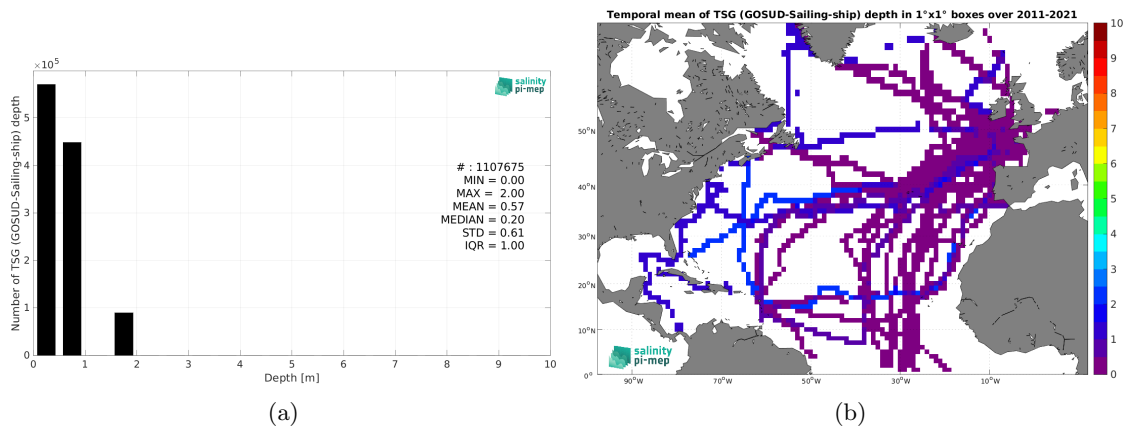 ×10⁵
5
4
3
2
1
0
Number of TSG (GOSUD-Sailing-ship) depth
salinity
pi-mep
# : 1107675
MIN = 0.00
MAX = 2.00
MEAN = 0.57
MEDIAN = 0.20
STD = 0.61
IQR = 1.00
0 1 2 3 4 5 6 7 8 9 10
Depth [m]
(a)
Temporal mean of TSG (GOSUD-Sailing-ship) depth in 1°x1° boxes over 2011-2021
50°N
40°N
30°N
20°N
10°N
0°
90°W 70°W 50°W 30°W 10°W
salinity
pi-mep
10
9
8
7
6
5
4
3
2
1
0
(b)